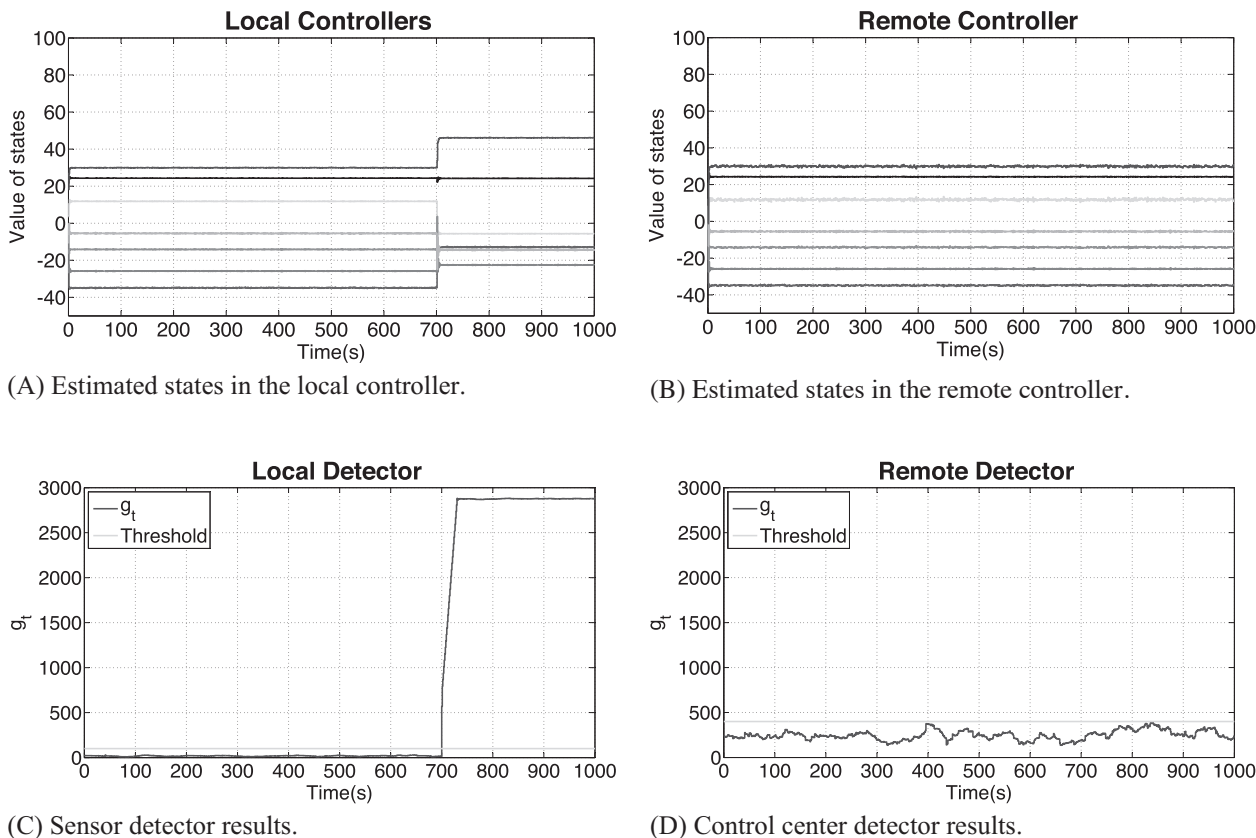 Local Controllers
100
80
60
40
20
0
-20
-40
Value of states
0 100 200 300 400 500 600 700 800 900 1000
Time(s)
(A) Estimated states in the local controller.
Remote Controller
100
80
60
40
20
0
-20
-40
Value of states
0 100 200 300 400 500 600 700 800 900 1000
Time(s)
(B) Estimated states in the remote controller.
Local Detector
3000
2500
2000
1500
1000
500
0
g_t
g_t
Threshold
0 100 200 300 400 500 600 700 800 900 1000
Time(s)
(C) Sensor detector results.
Remote Detector
3000
2500
2000
1500
1000
500
0
g_t
g_t
Threshold
0 100 200 300 400 500 600 700 800 900 1000
Time(s)
(D) Control center detector results.